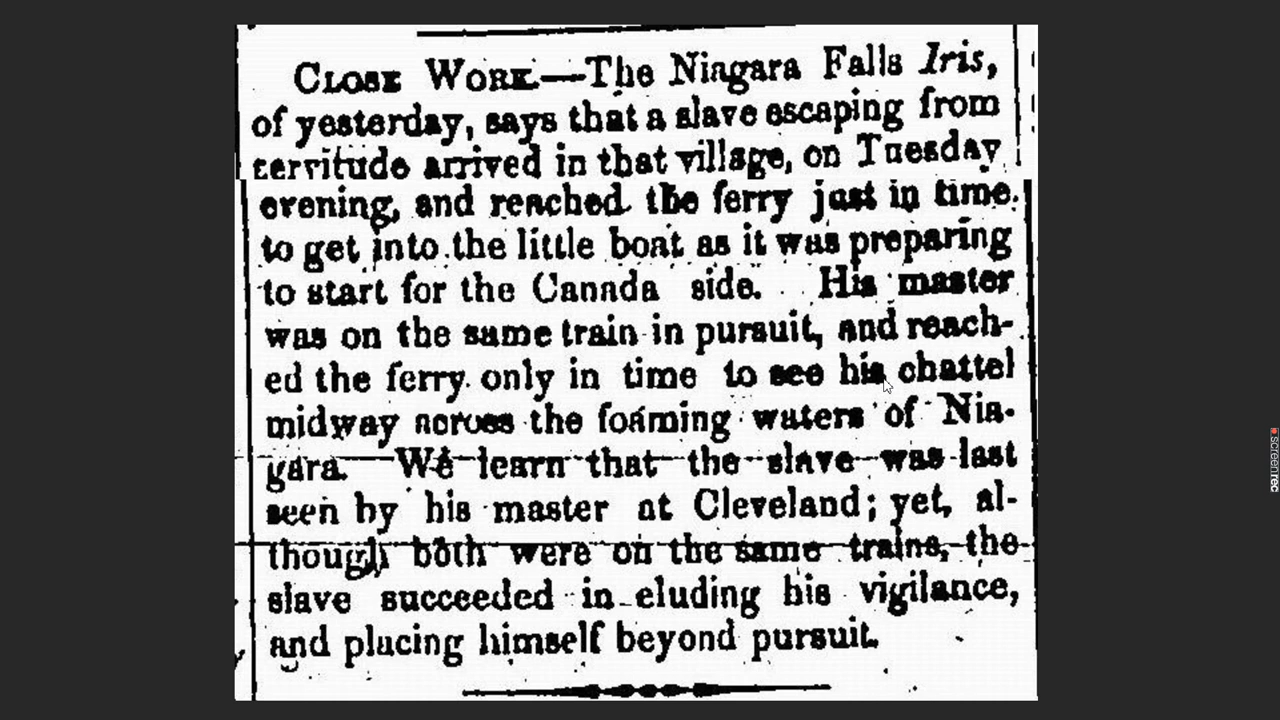 CLOSE WORK.—The Niagara Falls Iris,
of yesterday, says that a slave escaping from
servitude arrived in that village, on Tuesday
evening, and reached the ferry just in time
to get into the little boat as it was preparing
to start for the Canada side. His master
was on the same train in pursuit, and reach-
ed the ferry only in time to see his chattel
midway across the foaming waters of Nia-
gara. We learn that the slave was last
seen by his master at Cleveland; yet, al-
though both were on the same trains, the
slave succeeded in eluding his vigilance,
and placing himself beyond pursuit.
screenrec